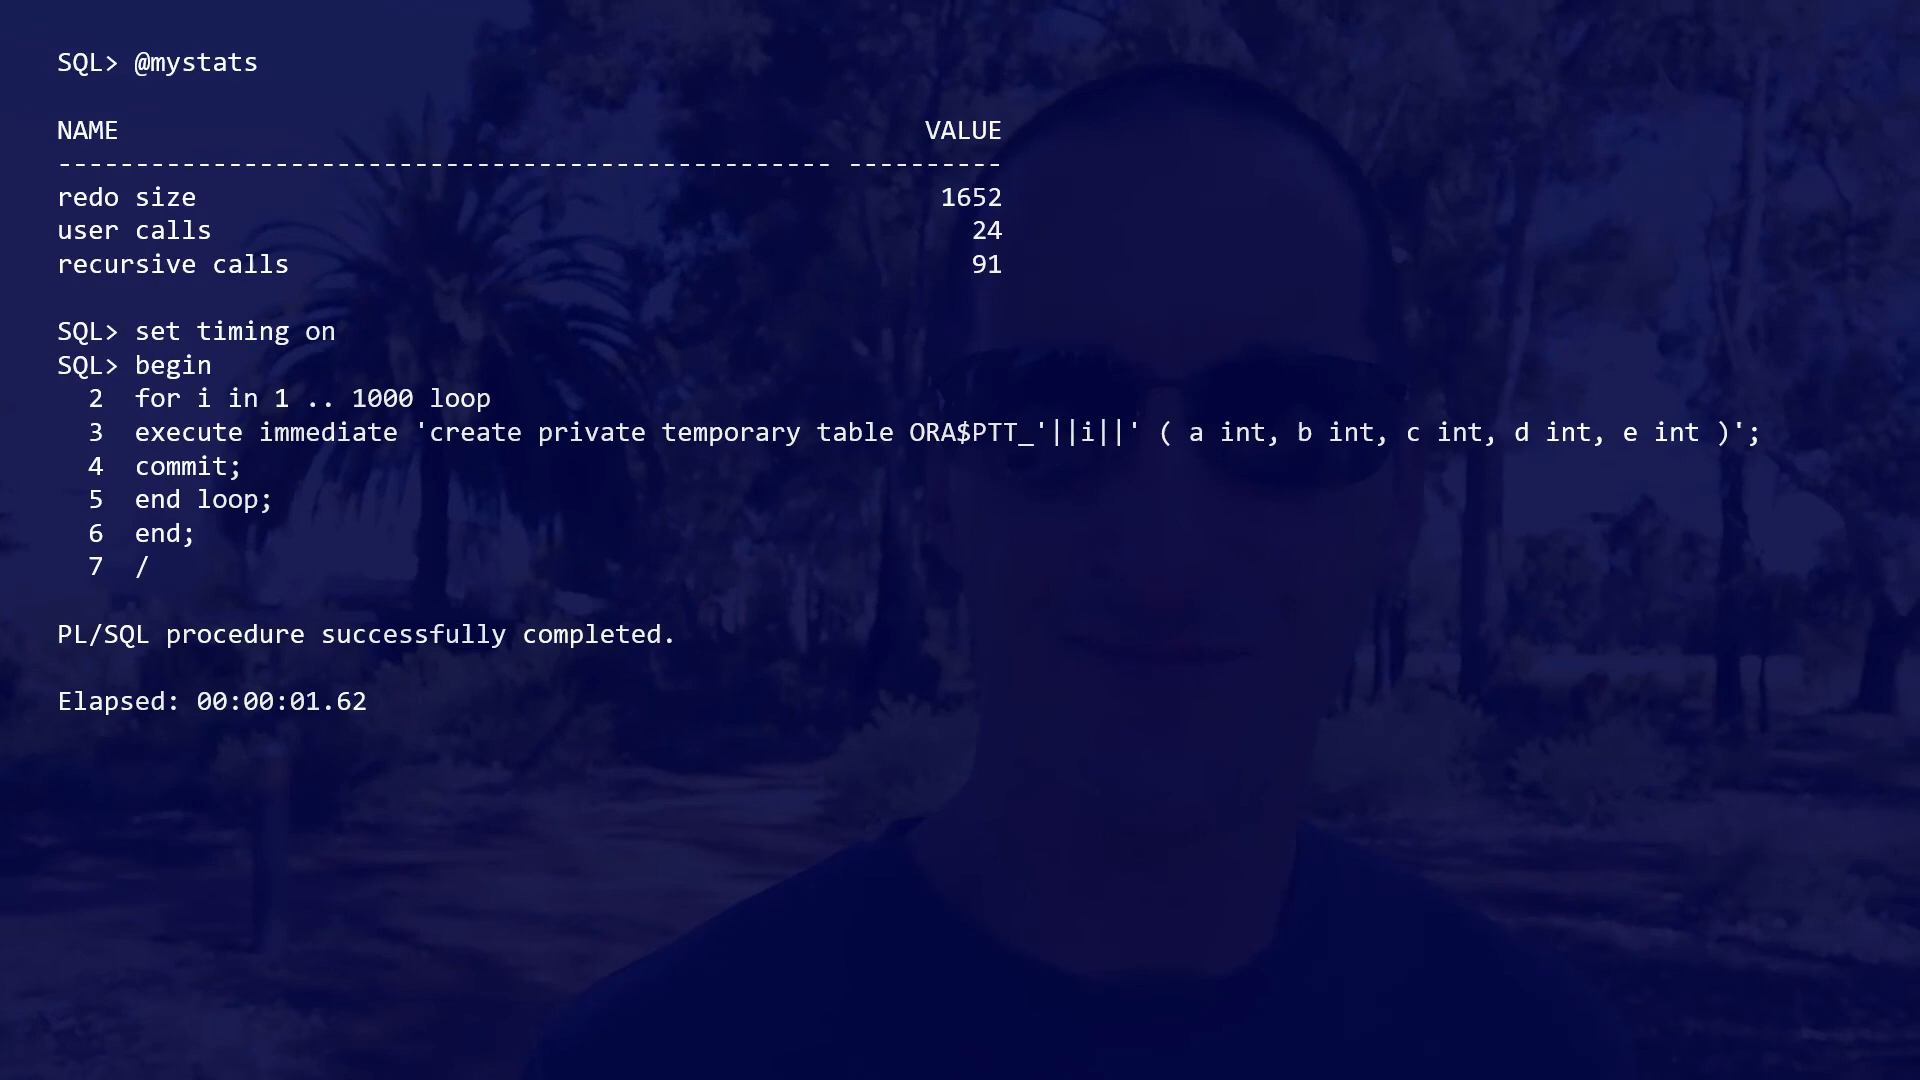 SQL> @mystats
NAME VALUE
-------------------------------------------------- ----------
redo size 1652
user calls 24
recursive calls 91
SQL> set timing on
SQL> begin
2 for i in 1 .. 1000 loop
3 execute immediate 'create private temporary table ORA$PTT_'||i||' ( a int, b int, c int, d int, e int )';
4 commit;
5 end loop;
6 end;
7 /
PL/SQL procedure successfully completed.
Elapsed: 00:00:01.62